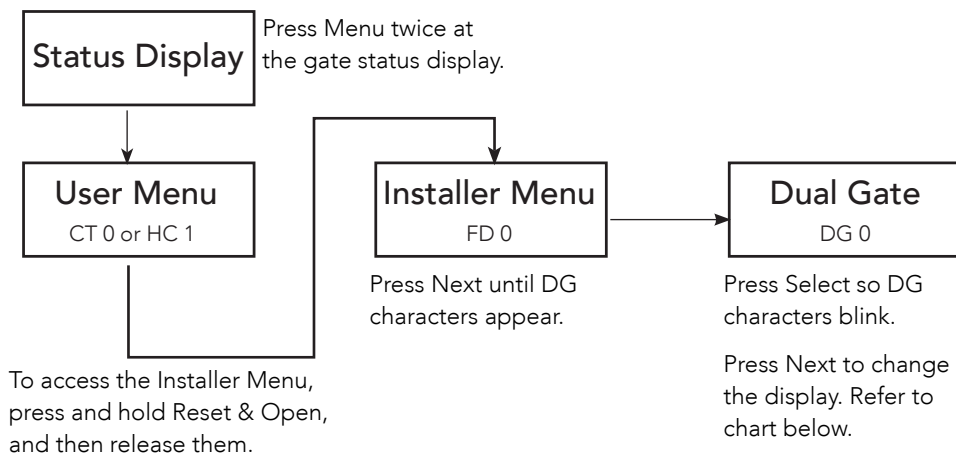 Status Display
Press Menu twice at
the gate status display.
User Menu
CT 0 or HC 1
To access the Installer Menu,
press and hold Reset & Open,
and then release them.
Installer Menu
FD 0
Press Next until DG
characters appear.
Dual Gate
DG 0
Press Select so DG
characters blink.
Press Next to change
the display. Refer to
chart below.